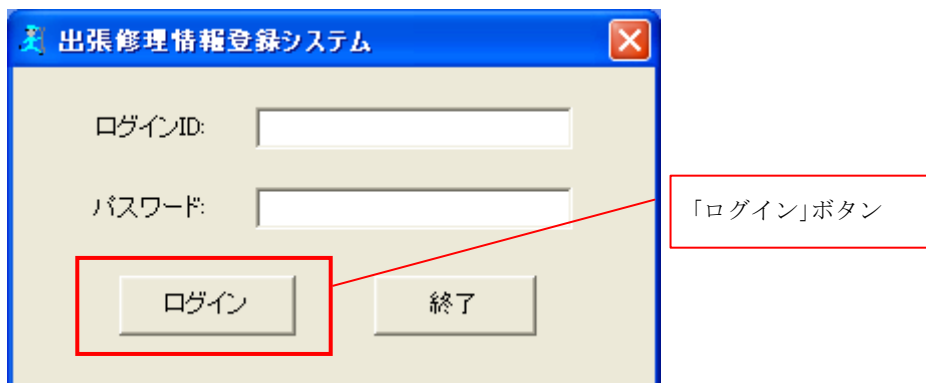 出張修理情報登録システム
ログインID:
パスワード:
「ログイン」ボタン
ログイン
終了